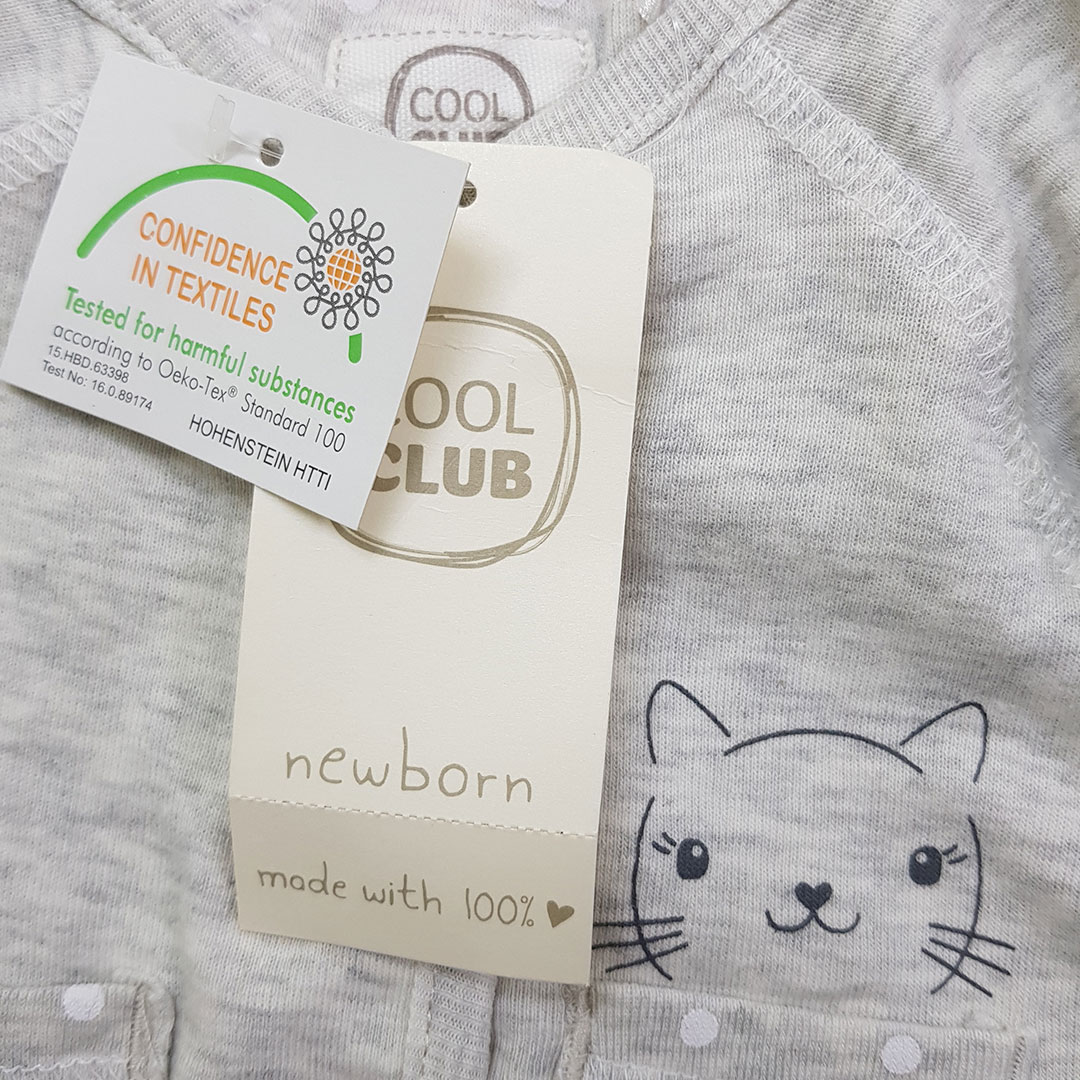 COOL
CLUB
CONFIDENCE
IN TEXTILES
Tested for harmful substances
according to Oeko-Tex® Standard 100
15.HBD.63398
Test No: 16.0.89174
HOHENSTEIN HTTI
COOL
CLUB
newborn
made with 100% ♥